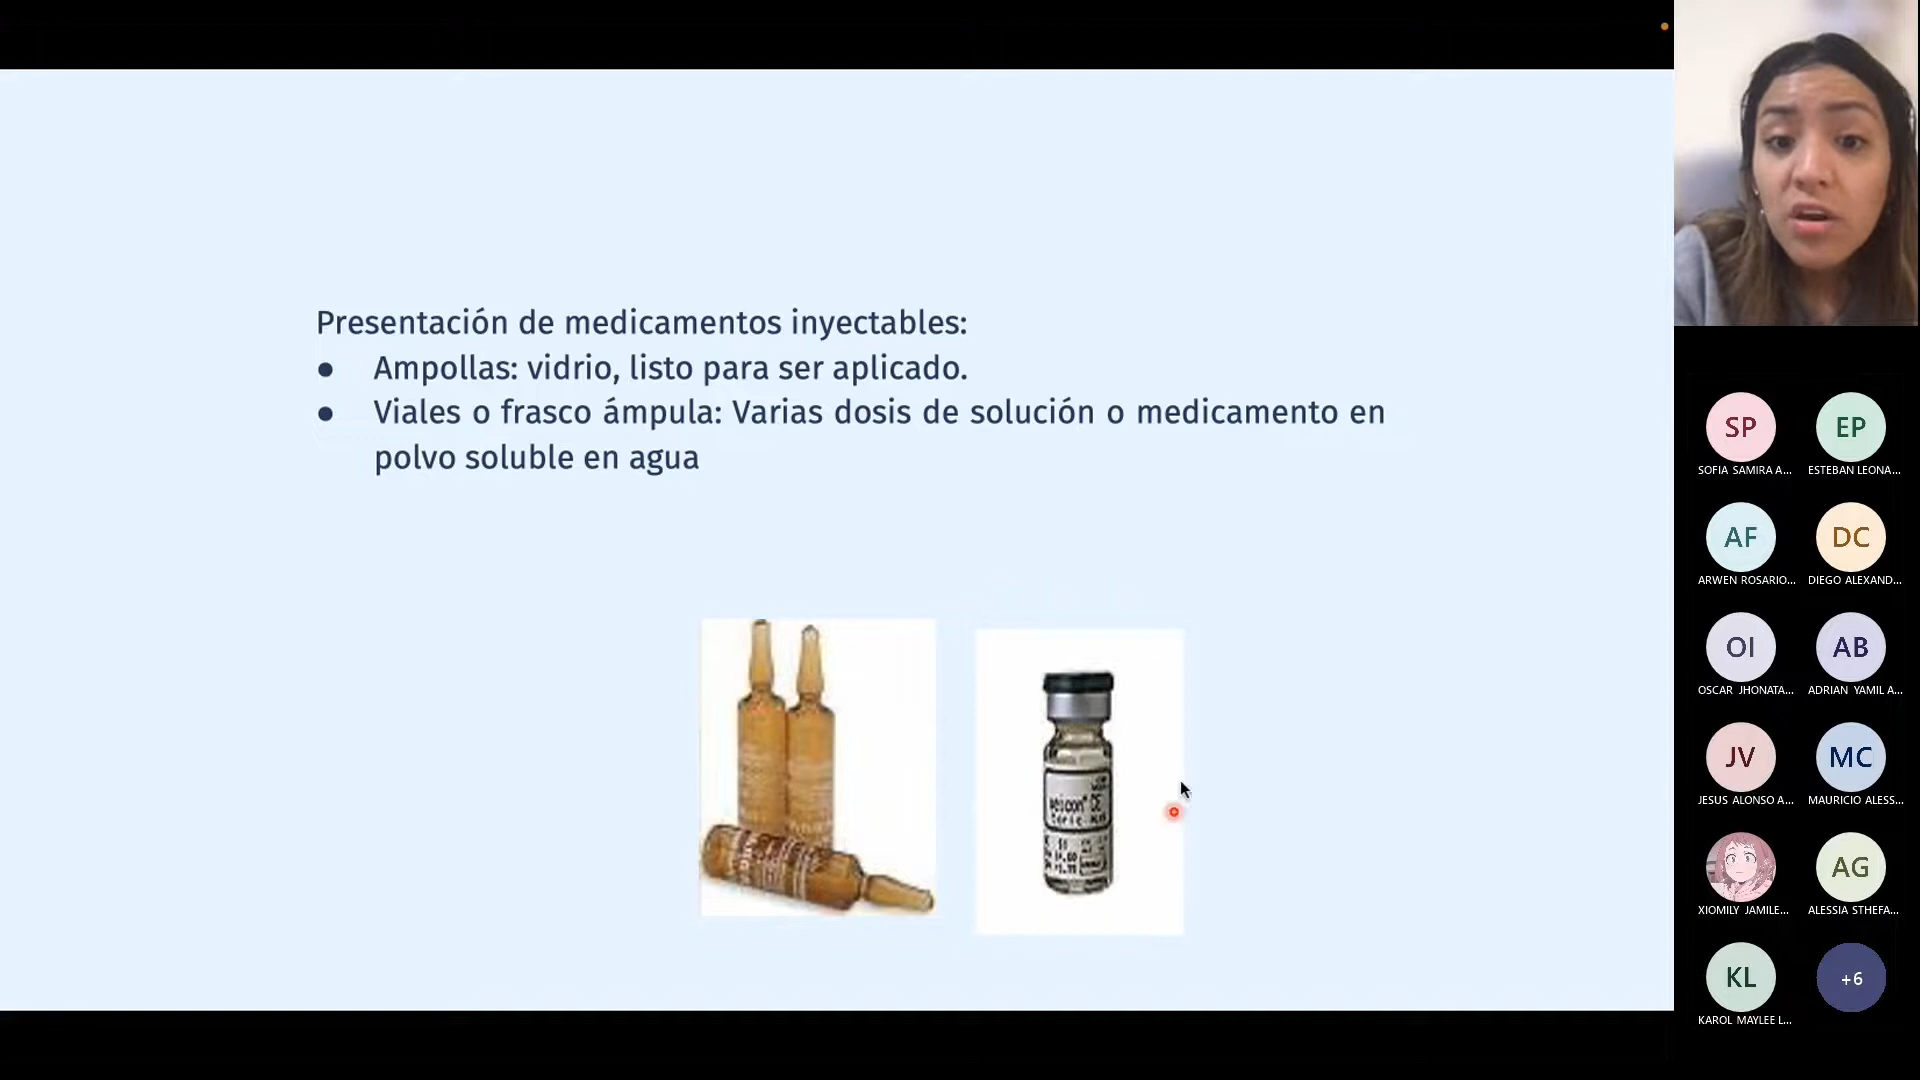 Presentación de medicamentos inyectables:
● Ampollas: vidrio, listo para ser aplicado.
● Viales o frasco ámpula: Varias dosis de solución o medicamento en
polvo soluble en agua
SP
SOFIA SAMIRA A...
EP
ESTEBAN LEONA...
AF
ARWEN ROSARIO...
DC
DIEGO ALEXAND...
OI
OSCAR JHONATA...
AB
ADRIAN YAMIL A...
JV
JESUS ALONSO A...
MC
MAURICIO ALESS...
XIOMILY JAMILE...
AG
ALESSIA STHEFA...
KL
KAROL MAYLEE L...
+6